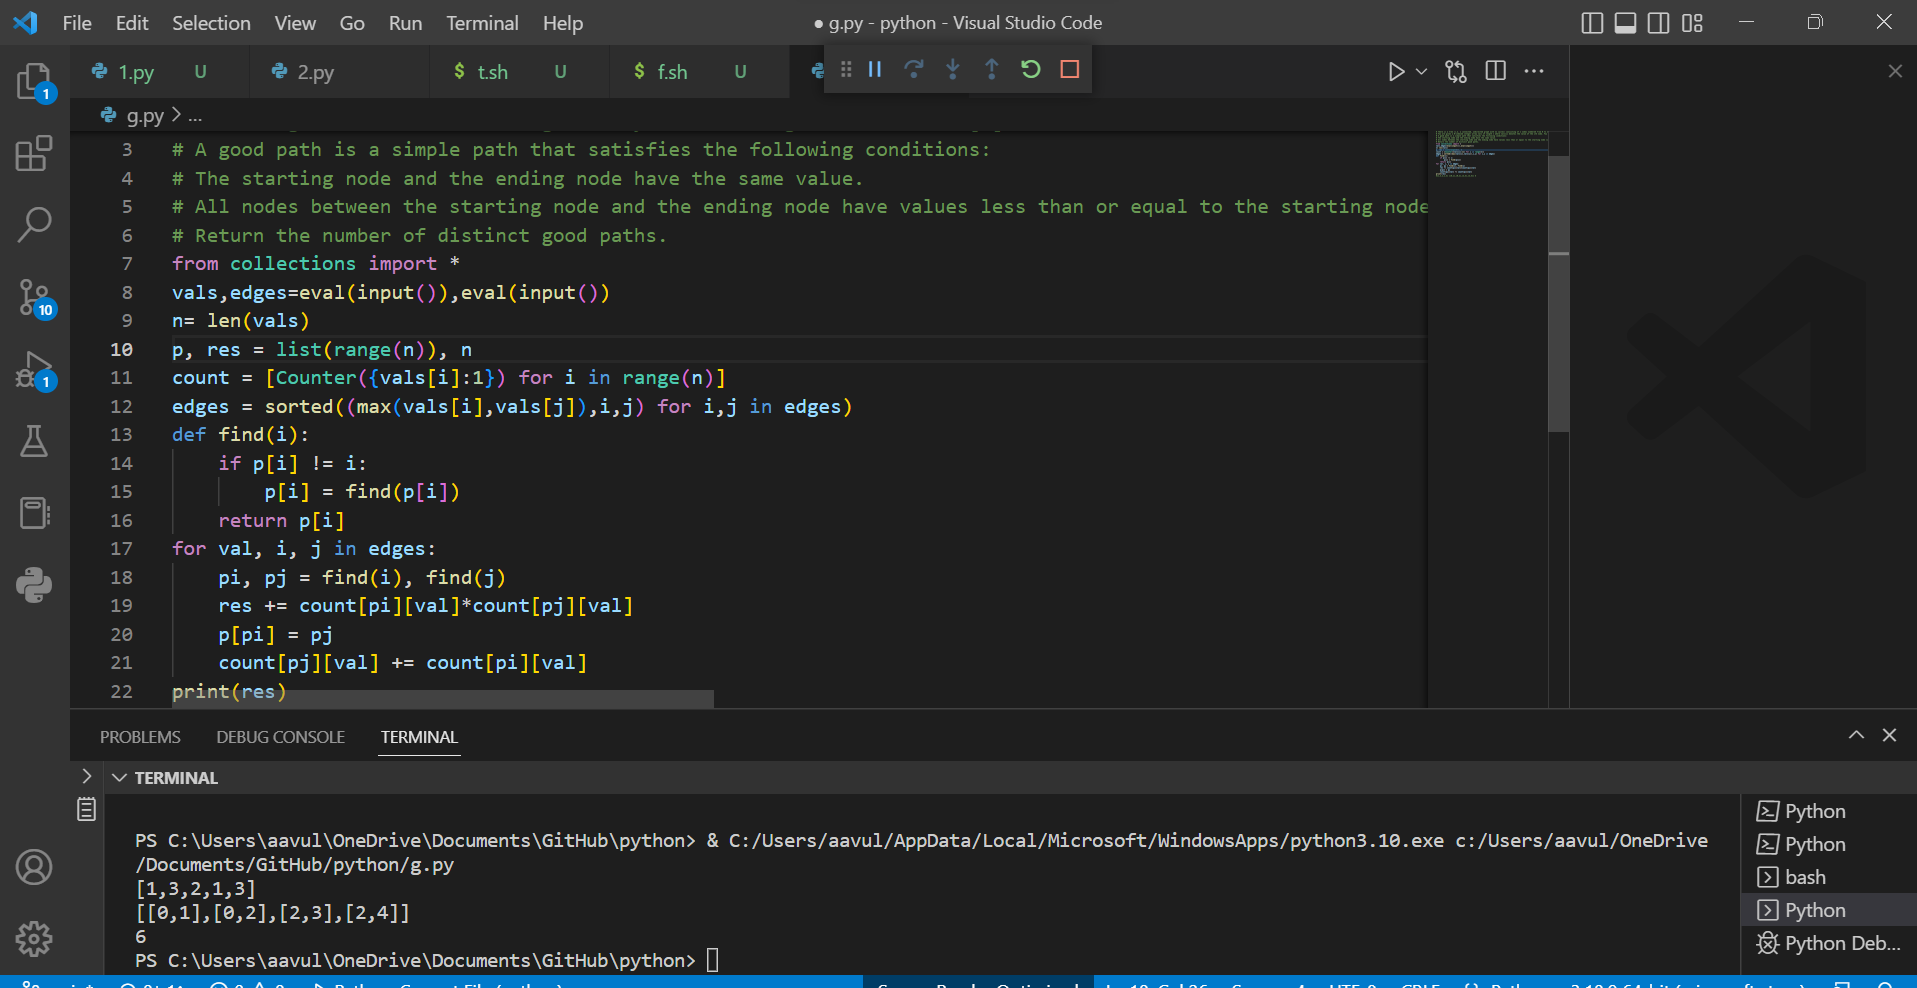 File Edit Selection View Go Run Terminal Help
● g.py - python - Visual Studio Code
1.py U 2.py $ t.sh U $ f.sh U
g.py > ...
3 # A good path is a simple path that satisfies the following conditions:
4 # The starting node and the ending node have the same value.
5 # All nodes between the starting node and the ending node have values less than or equal to the starting node
6 # Return the number of distinct good paths.
7 from collections import *
8 vals,edges=eval(input()),eval(input())
9 n= len(vals)
10 p, res = list(range(n)), n
11 count = [Counter({vals[i]:1}) for i in range(n)]
12 edges = sorted((max(vals[i],vals[j]),i,j) for i,j in edges)
13 def find(i):
14 if p[i] != i:
15 p[i] = find(p[i])
16 return p[i]
17 for val, i, j in edges:
18 pi, pj = find(i), find(j)
19 res += count[pi][val]*count[pj][val]
20 p[pi] = pj
21 count[pj][val] += count[pi][val]
22 print(res)
1
10
1
PROBLEMS DEBUG CONSOLE TERMINAL
TERMINAL
PS C:\Users\aavul\OneDrive\Documents\GitHub\python> & C:/Users/aavul/AppData/Local/Microsoft/WindowsApps/python3.10.exe c:/Users/aavul/OneDrive
/Documents/GitHub/python/g.py
[1,3,2,1,3]
[[0,1],[0,2],[2,3],[2,4]]
6
PS C:\Users\aavul\OneDrive\Documents\GitHub\python>
Python
Python
bash
Python
Python Deb...